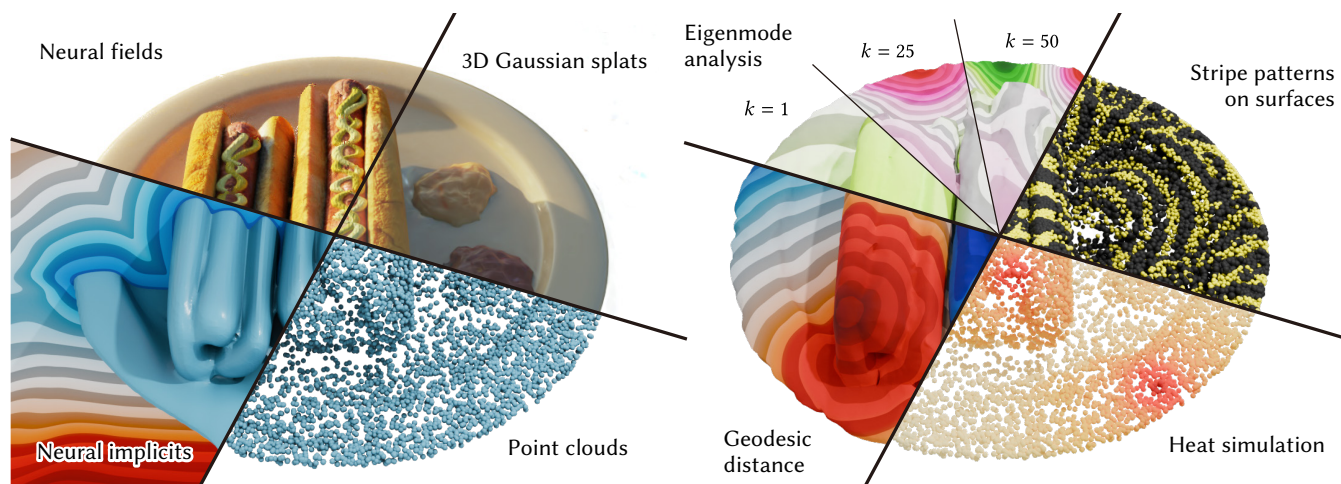 Neural fields
3D Gaussian splats
Neural implicits
Point clouds
Eigenmode
analysis
k = 1
k = 25
k = 50
Stripe patterns
on surfaces
Geodesic
distance
Heat simulation